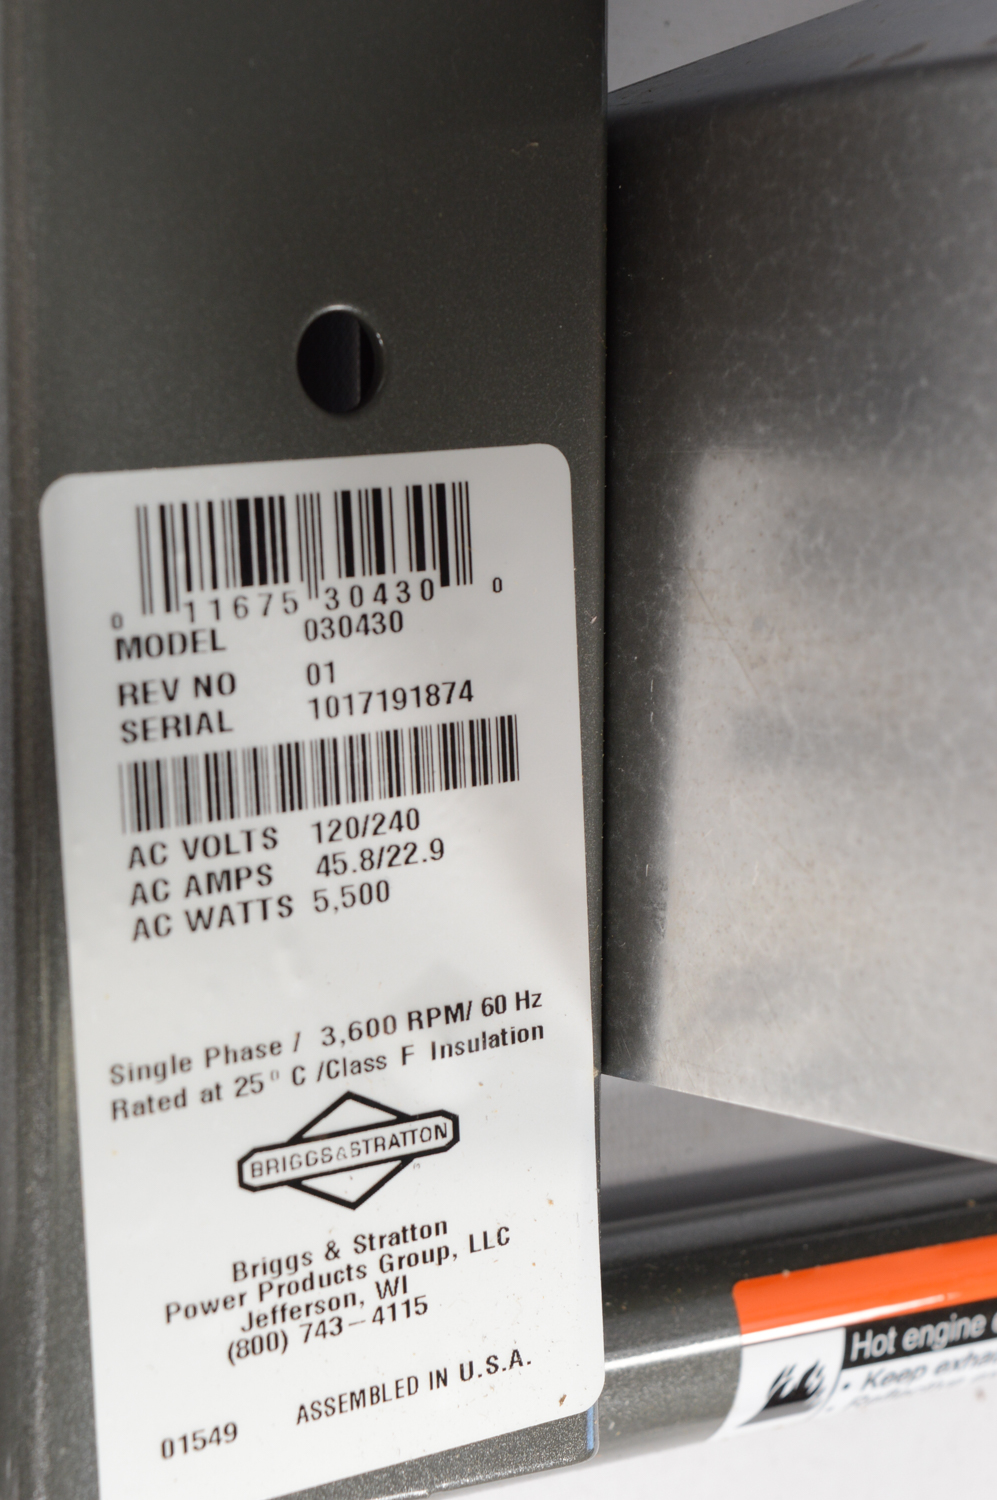 0 11675 30430 0
MODEL 030430
REV NO 01
SERIAL 1017191874
AC VOLTS 120/240
AC AMPS 45.8/22.9
AC WATTS 5,500
Single Phase / 3,600 RPM/ 60 Hz
Rated at 25° C /Class F Insulation
BRIGGS&STRATTON
Briggs & Stratton
Power Products Group, LLC
Jefferson, WI
(800) 743-4115
ASSEMBLED IN U.S.A.
01549
Hot engine
• Keep